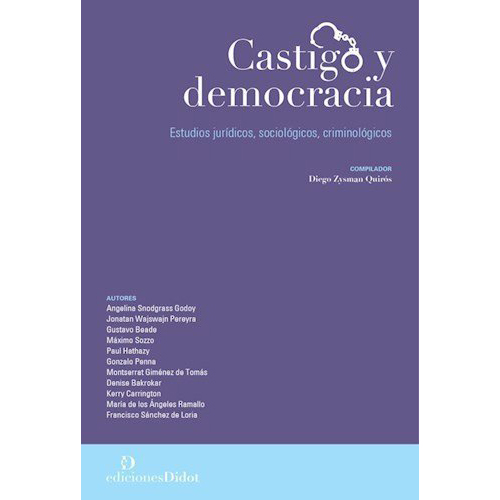 Castigo y
democracia
Estudios jurídicos, sociológicos, criminológicos
COMPILADOR
Diego Zysman Quirós
AUTORES
Angelina Snodgrass Godoy
Jonatan Wajswajn Pereyra
Gustavo Beade
Máximo Sozzo
Paul Hathazy
Gonzalo Penna
Montserrat Giménez de Tomás
Denise Bakrokar
Kerry Carrington
María de los Ángeles Ramallo
Francisco Sánchez de Loria
edicionesDidot